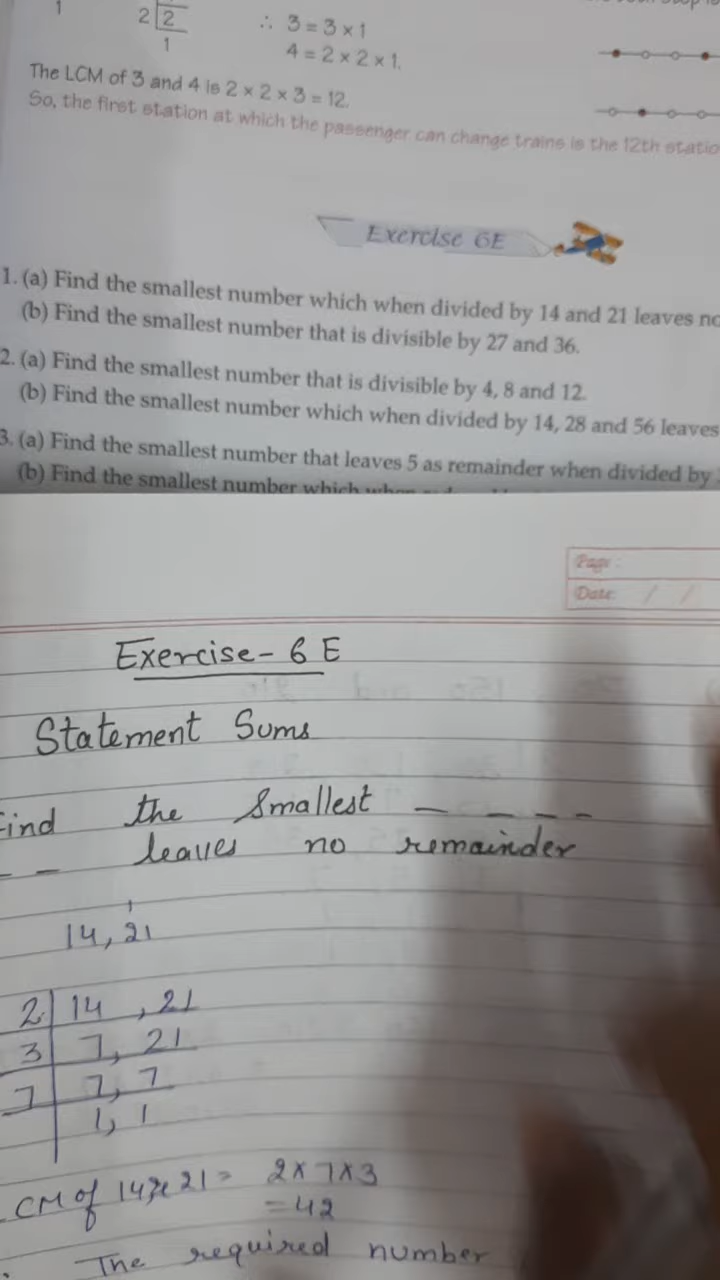 1
2 2
1
∴ 3 = 3 × 1
4 = 2 × 2 × 1.
The LCM of 3 and 4 is 2 × 2 × 3 = 12.
So, the first station at which the passenger can change trains is the 12th statio
Exercise 6E
1. (a) Find the smallest number which when divided by 14 and 21 leaves no
(b) Find the smallest number that is divisible by 27 and 36.
2. (a) Find the smallest number that is divisible by 4, 8 and 12.
(b) Find the smallest number which when divided by 14, 28 and 56 leaves
3. (a) Find the smallest number that leaves 5 as remainder when divided by
(b) Find the smallest number which when
Page :
Date: / /
Exercise - 6 E
Statement Sums
Find the smallest _ _ _ _
_ _ leaves no remainder
14, 21
2 14 , 21
3 7, 21
7 7, 7
1, 1
CM of 14 & 21 = 2 × 7 × 3
= 42
The required number